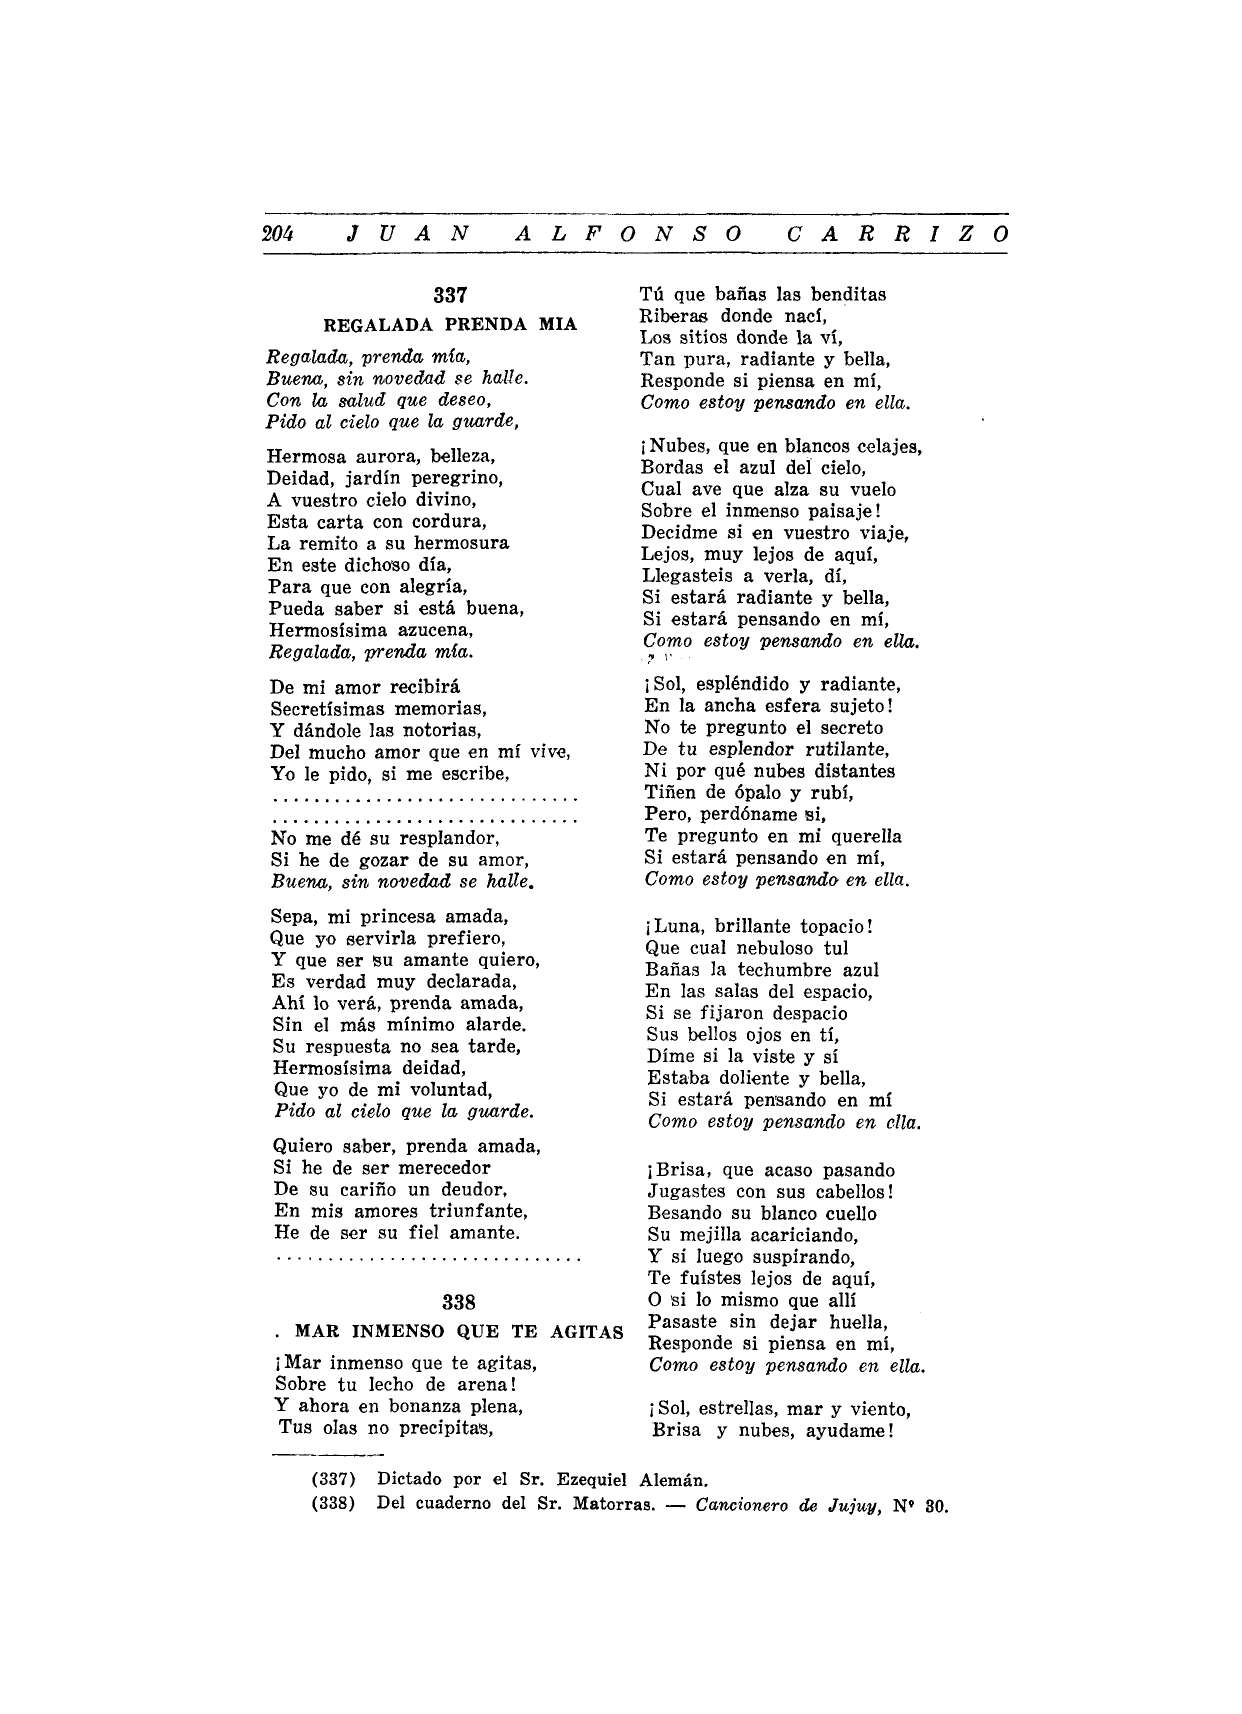 204 JUAN ALFONSO CARRIZO
337
REGALADA PRENDA MIA
Regalada, prenda mía,
Buena, sin novedad se halle.
Con la salud que deseo,
Pido al cielo que la guarde,
Hermosa aurora, belleza,
Deidad, jardín peregrino,
A vuestro cielo divino,
Esta carta con cordura,
La remito a su hermosura
En este dichoso día,
Para que con alegría,
Pueda saber si está buena,
Hermosísima azucena,
Regalada, prenda mía.
De mi amor recibirá
Secretísimas memorias,
Y dándole las notorias,
Del mucho amor que en mí vive,
Yo le pido, si me escribe,
..............................
..............................
No me dé su resplandor,
Si he de gozar de su amor,
Buena, sin novedad se halle.
Sepa, mi princesa amada,
Que yo servirla prefiero,
Y que ser su amante quiero,
Es verdad muy declarada,
Ahí lo verá, prenda amada,
Sin el más mínimo alarde.
Su respuesta no sea tarde,
Hermosísima deidad,
Que yo de mi voluntad,
Pido al cielo que la guarde.
Quiero saber, prenda amada,
Si he de ser merecedor
De su cariño un deudor,
En mis amores triunfante,
He de ser su fiel amante.
..............................
338
. MAR INMENSO QUE TE AGITAS
¡Mar inmenso que te agitas,
Sobre tu lecho de arena!
Y ahora en bonanza plena,
Tus olas no precipitas,
Tú que bañas las benditas
Riberas donde nací,
Los sitios donde la ví,
Tan pura, radiante y bella,
Responde si piensa en mí,
Como estoy pensando en ella.
¡Nubes, que en blancos celajes,
Bordas el azul del cielo,
Cual ave que alza su vuelo
Sobre el inmenso paisaje!
Decidme si en vuestro viaje,
Lejos, muy lejos de aquí,
Llegasteis a verla, dí,
Si estará radiante y bella,
Si estará pensando en mí,
Como estoy pensando en ella.
¡Sol, espléndido y radiante,
En la ancha esfera sujeto!
No te pregunto el secreto
De tu esplendor rutilante,
Ni por qué nubes distantes
Tiñen de ópalo y rubí,
Pero, perdóname si,
Te pregunto en mi querella
Si estará pensando en mí,
Como estoy pensando en ella.
¡Luna, brillante topacio!
Que cual nebuloso tul
Bañas la techumbre azul
En las salas del espacio,
Si se fijaron despacio
Sus bellos ojos en tí,
Díme si la viste y sí
Estaba doliente y bella,
Si estará pensando en mí
Como estoy pensando en ella.
¡Brisa, que acaso pasando
Jugastes con sus cabellos!
Besando su blanco cuello
Su mejilla acariciando,
Y si luego suspirando,
Te fuístes lejos de aquí,
O si lo mismo que allí
Pasaste sin dejar huella,
Responde si piensa en mí,
Como estoy pensando en ella.
¡Sol, estrellas, mar y viento,
Brisa y nubes, ayudame!
(337) Dictado por el Sr. Ezequiel Alemán.
(338) Del cuaderno del Sr. Matorras. — Cancionero de Jujuy, Nº 30.